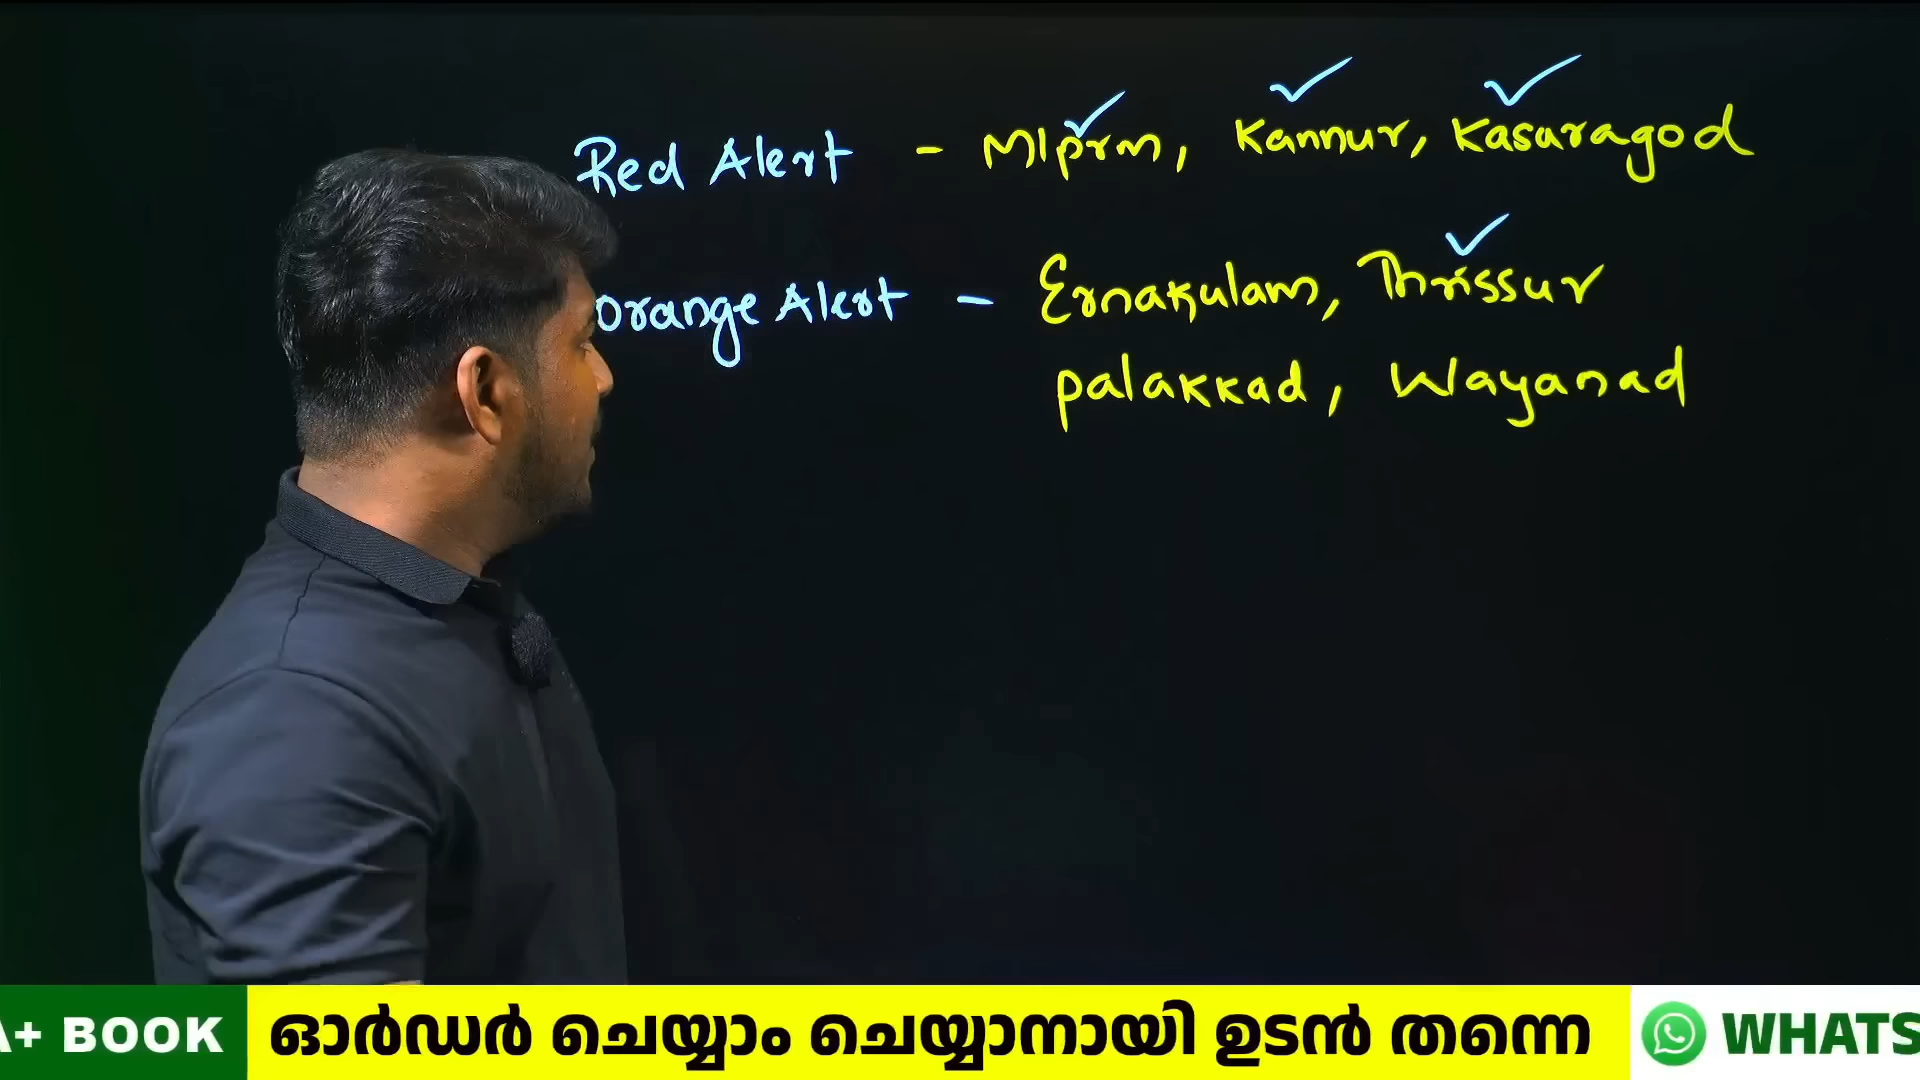 Red Alert - Mlprm, Kannur, Kasaragod
Orange Alert - Ernakulam, Thrissur
Palakkad, Wayanad
A+ BOOK ഓർഡർ ചെയ്യാം ചെയ്യാനായി ഉടൻ തന്നെ WHATS